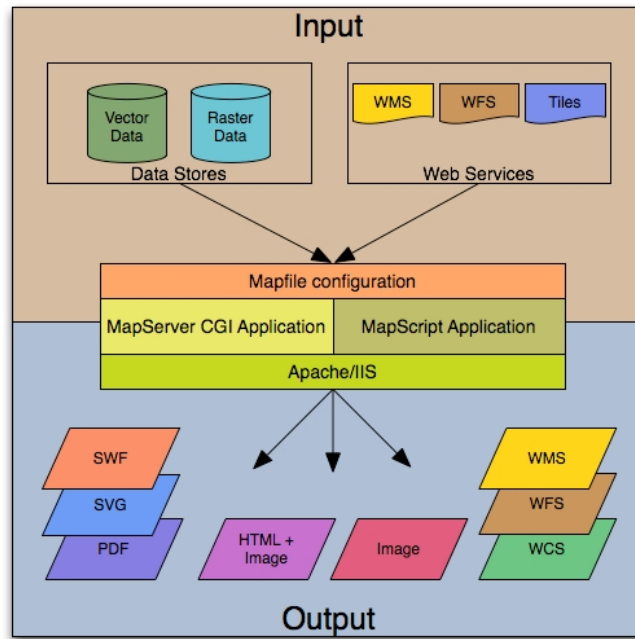 Input
Vector
Data
Raster
Data
Data Stores
WMS
WFS
Tiles
Web Services
Mapfile configuration
MapServer CGI Application
MapScript Application
Apache/IIS
SWF
SVG
PDF
HTML +
Image
Image
WMS
WFS
WCS
Output